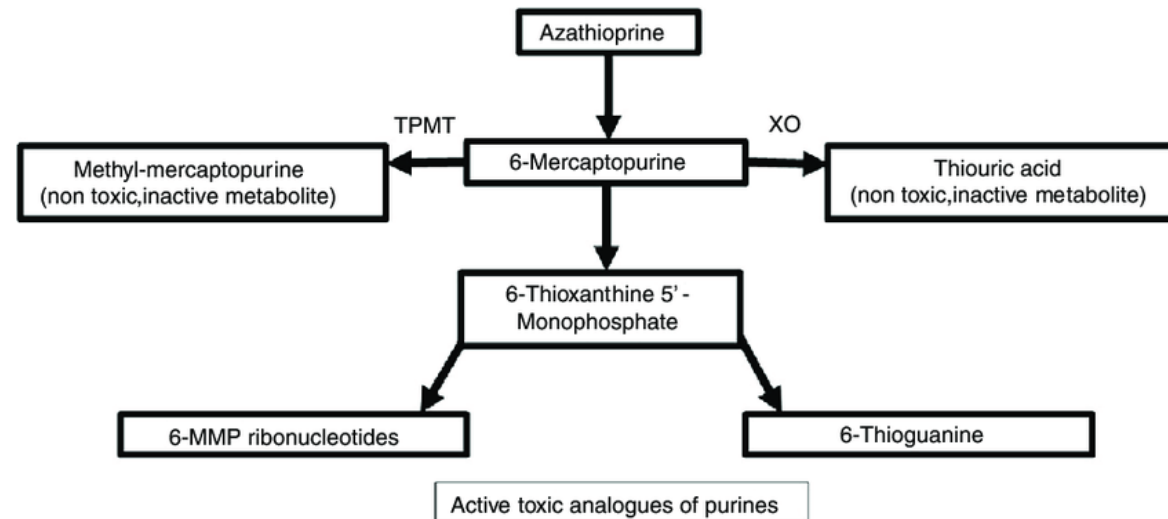 Azathioprine
TPMT
XO
Methyl-mercaptopurine
(non toxic,inactive metabolite)
6-Mercaptopurine
Thiouric acid
(non toxic,inactive metabolite)
6-Thioxanthine 5' -
Monophosphate
6-MMP ribonucleotides
6-Thioguanine
Active toxic analogues of purines